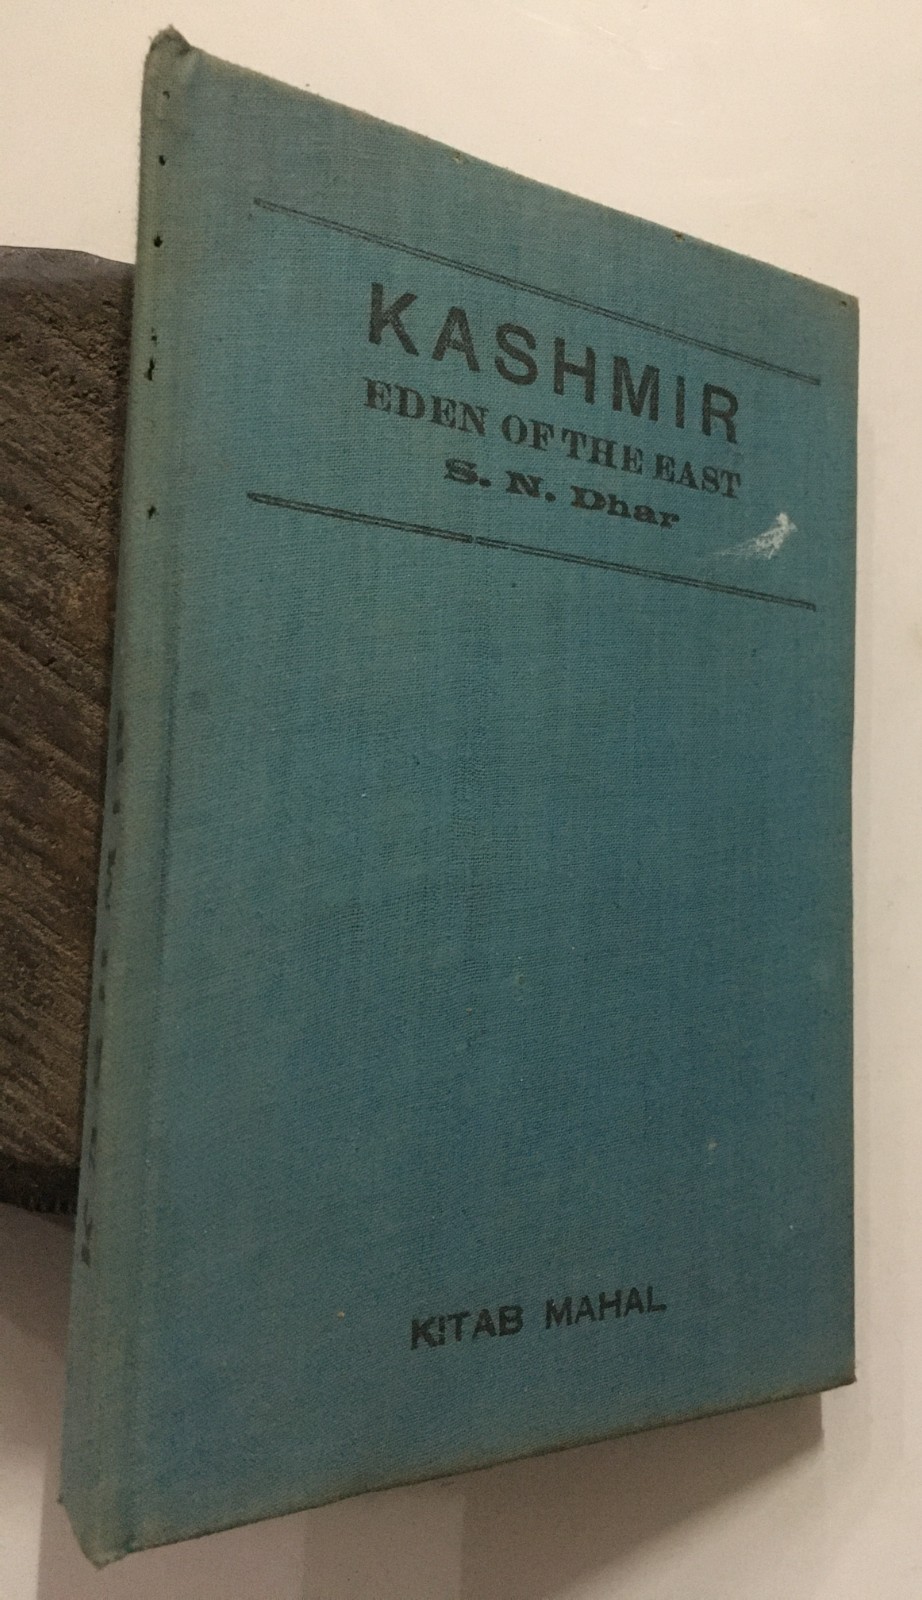 KASHMIR
EDEN OF THE EAST
S. N. Dhar
KITAB MAHAL